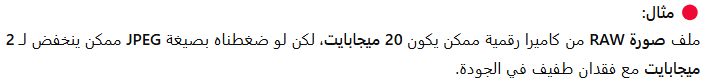 🔴 مثال:
ملف صورة RAW من كاميرا رقمية ممكن يكون 20 ميجابايت، لكن لو ضغطناه بصيغة JPEG ممكن ينخفض لـ 2
ميجابايت مع فقدان طفيف في الجودة.